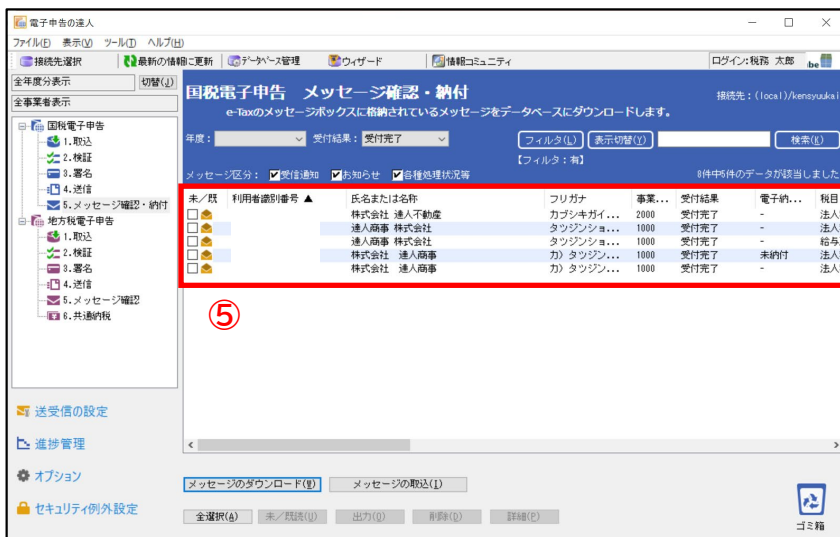 電子申告の達人
ファイル(F) 表示(V) ツール(T) ヘルプ(H)
接続先選択 最新の情報に更新 データベース管理 ウィザード 情報コミュニティ ログイン:税務 太郎
全年度分表示 切替(J)
全事業者表示
国税電子申告
1.取込
2.検証
3.署名
4.送信
5.メッセージ確認・納付
地方税電子申告
1.取込
2.検証
3.署名
4.送信
5.メッセージ確認
6.共通納税
送受信の設定
進捗管理
オプション
セキュリティ例外設定
国税電子申告 メッセージ確認・納付
接続先：(local)/kensyuukai
e-Taxのメッセージボックスに格納されているメッセージをデータベースにダウンロードします。
年度： 受付結果： 受付完了 フィルタ(L) 表示切替(Y) 検索(K)
【フィルタ：有】
メッセージ区分： 受信通知 お知らせ 各種処理状況等 8件中5件のデータが該当しました
未／既 利用者識別番号 ▲ 氏名または名称 フリガナ 事業... 受付結果 電子納... 税目
株式会社 達人不動産 カブシキガイ... 2000 受付完了 - 法人
達人商事 株式会社 タツジンショ... 1000 受付完了 - 法人
達人商事 株式会社 タツジンショ... 1000 受付完了 - 給与
株式会社 達人商事 カ）タツジン... 1000 受付完了 未納付 法人
株式会社 達人商事 カ）タツジン... 1000 受付完了 - 法人
⑤
メッセージのダウンロード(W) メッセージの取込(I)
全選択(A) 未／既読(U) 出力(O) 削除(D) 詳細(P)
ゴミ箱